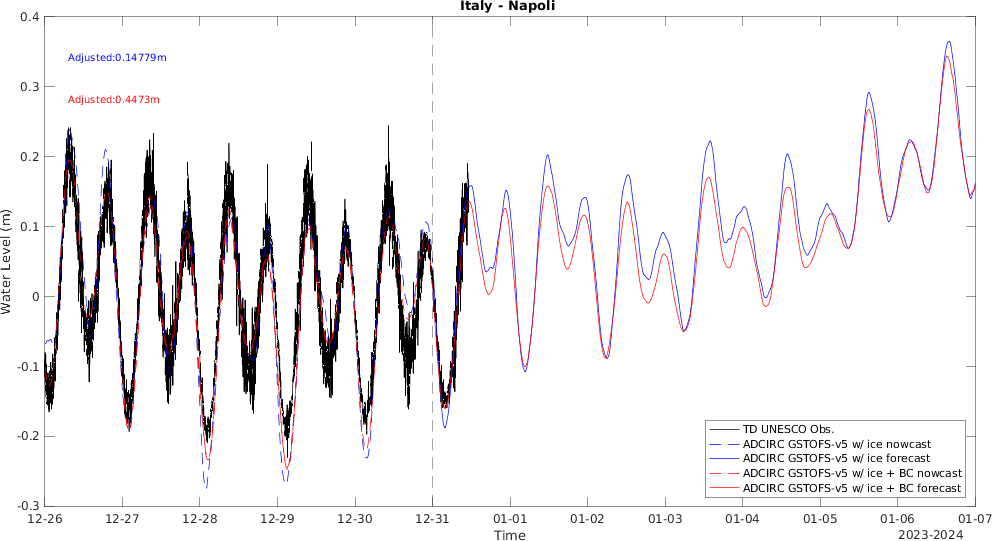 Italy - Napoli
0.4
0.3
0.2
0.1
0
-0.1
-0.2
-0.3
Water Level (m)
Adjusted:0.14779m
Adjusted:0.4473m
TD UNESCO Obs.
ADCIRC GSTOFS-v5 w/ ice nowcast
ADCIRC GSTOFS-v5 w/ ice forecast
ADCIRC GSTOFS-v5 w/ ice + BC nowcast
ADCIRC GSTOFS-v5 w/ ice + BC forecast
12-26 12-27 12-28 12-29 12-30 12-31 01-01 01-02 01-03 01-04 01-05 01-06 01-07
Time
2023-2024